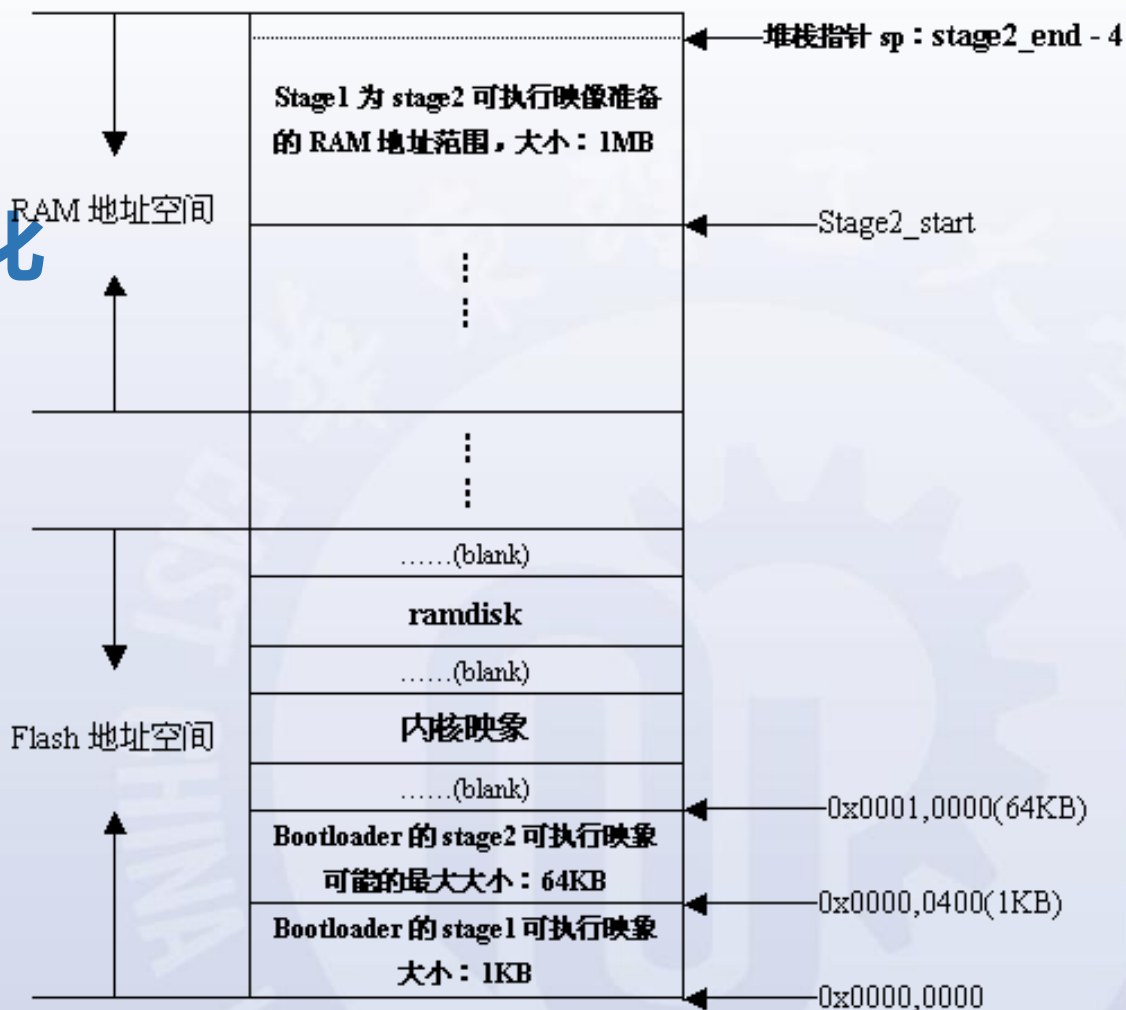 堆栈指针 sp：stage2_end - 4
Stage1 为 stage2 可执行映像准备
的 RAM 地址范围，大小：1MB
RAM 地址空间
化
Stage2_start
……(blank)
ramdisk
……(blank)
内核映象
Flash 地址空间
……(blank)
0x0001,0000(64KB)
Bootloader 的 stage2 可执行映象
可能的最大大小：64KB
0x0000,0400(1KB)
Bootloader 的 stage1 可执行映象
大小：1KB
0x0000,0000
EAST CHINA